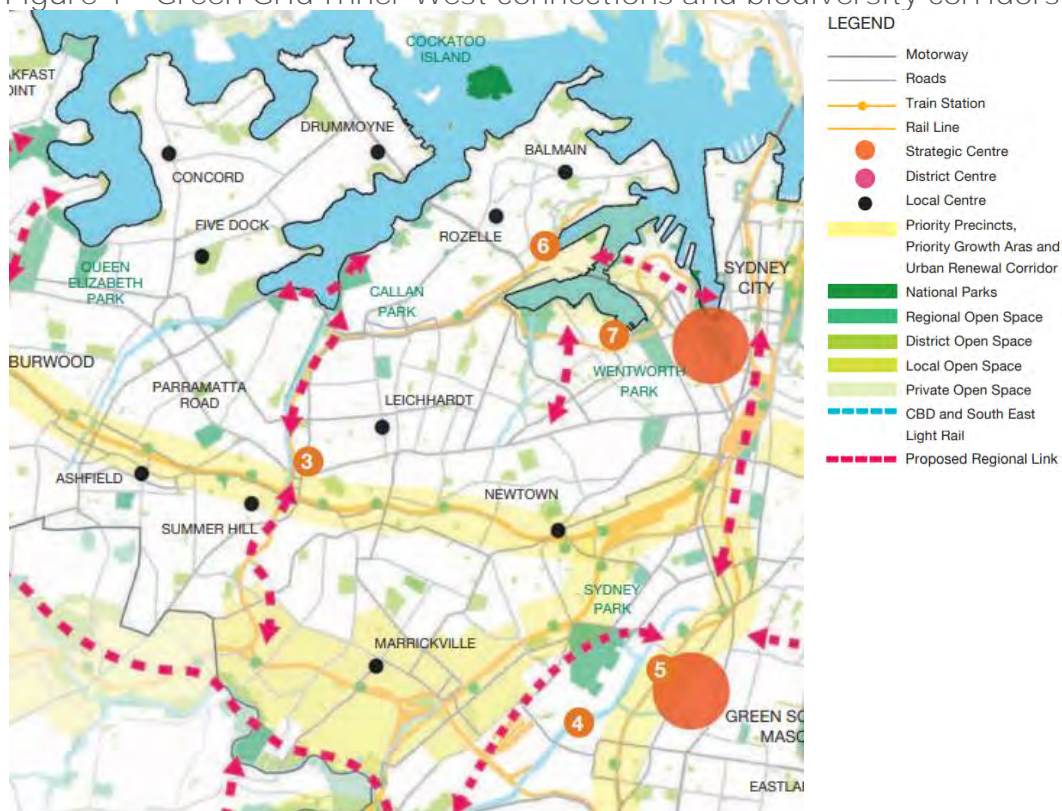 Figure 4 - Green Grid Inner West connections and biodiversity corridors
COCKATOO
ISLAND
DRUMMOYNE
BALMAIN
CONCORD
FIVE DOCK
ROZELLE
6
QUEEN
ELIZABETH
PARK
CALLAN
PARK
SYDNEY
CITY
7
BURWOOD
WENTWORTH
PARK
PARRAMATTA
ROAD
LEICHHARDT
3
ASHFIELD
NEWTOWN
SUMMER HILL
SYDNEY
PARK
MARRICKVILLE
5
4
GREEN SO
MASC
EASTLA
LEGEND
Motorway
Roads
Train Station
Rail Line
Strategic Centre
District Centre
Local Centre
Priority Precincts,
Priority Growth Aras and
Urban Renewal Corridor
National Parks
Regional Open Space
District Open Space
Local Open Space
Private Open Space
CBD and South East
Light Rail
Proposed Regional Link